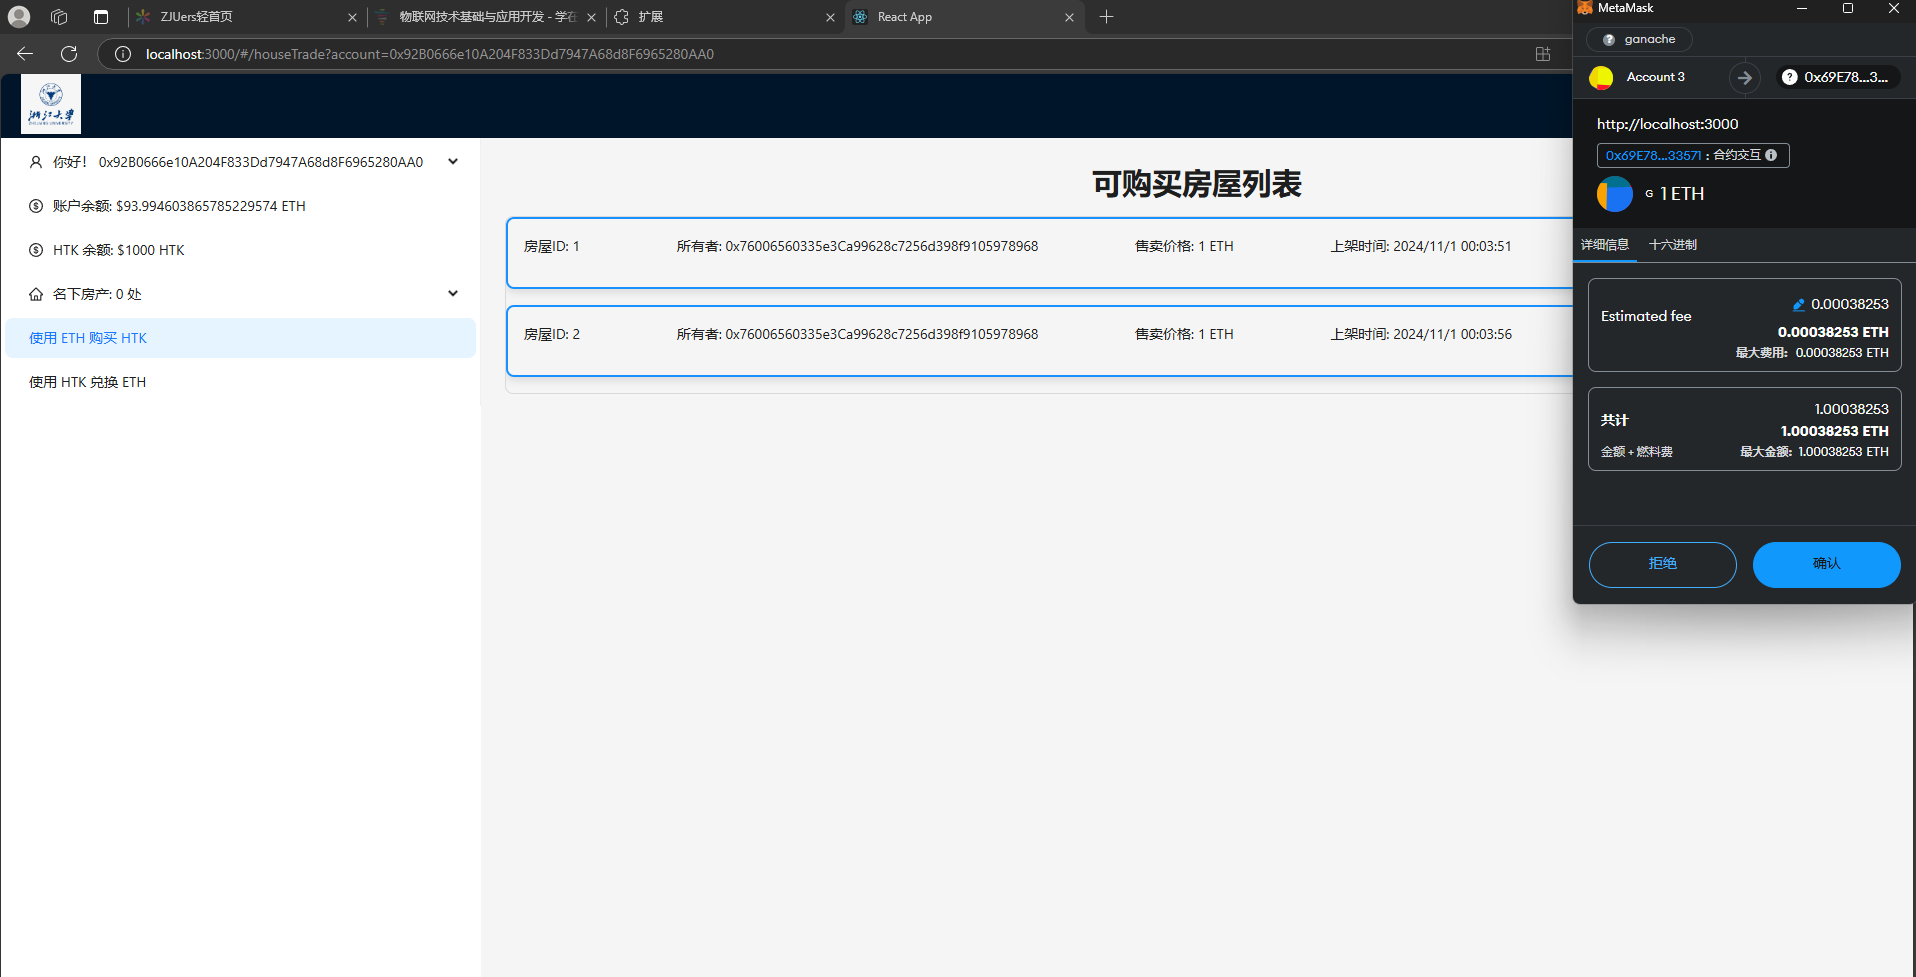 ZJUers轻首页
物联网技术基础与应用开发 - 学在
扩展
React App
localhost:3000/#/houseTrade?account=0x92B0666e10A204F833Dd7947A68d8F6965280AA0
浙江大学
ZHEJIANG UNIVERSITY
你好! 0x92B0666e10A204F833Dd7947A68d8F6965280AA0
账户余额: $93.994603865785229574 ETH
HTK 余额: $1000 HTK
名下房产: 0 处
使用 ETH 购买 HTK
使用 HTK 兑换 ETH
可购买房屋列表
房屋ID: 1 所有者: 0x76006560335e3Ca99628c7256d398f9105978968 售卖价格: 1 ETH 上架时间: 2024/11/1 00:03:51
房屋ID: 2 所有者: 0x76006560335e3Ca99628c7256d398f9105978968 售卖价格: 1 ETH 上架时间: 2024/11/1 00:03:56
MetaMask
ganache
Account 3 0x69E78...3...
http://localhost:3000
0x69E78...33571 : 合约交互
G 1 ETH
详细信息 十六进制
Estimated fee
0.00038253
0.00038253 ETH
最大费用: 0.00038253 ETH
共计
1.00038253
1.00038253 ETH
金额 + 燃料费 最大金额: 1.00038253 ETH
拒绝 确认